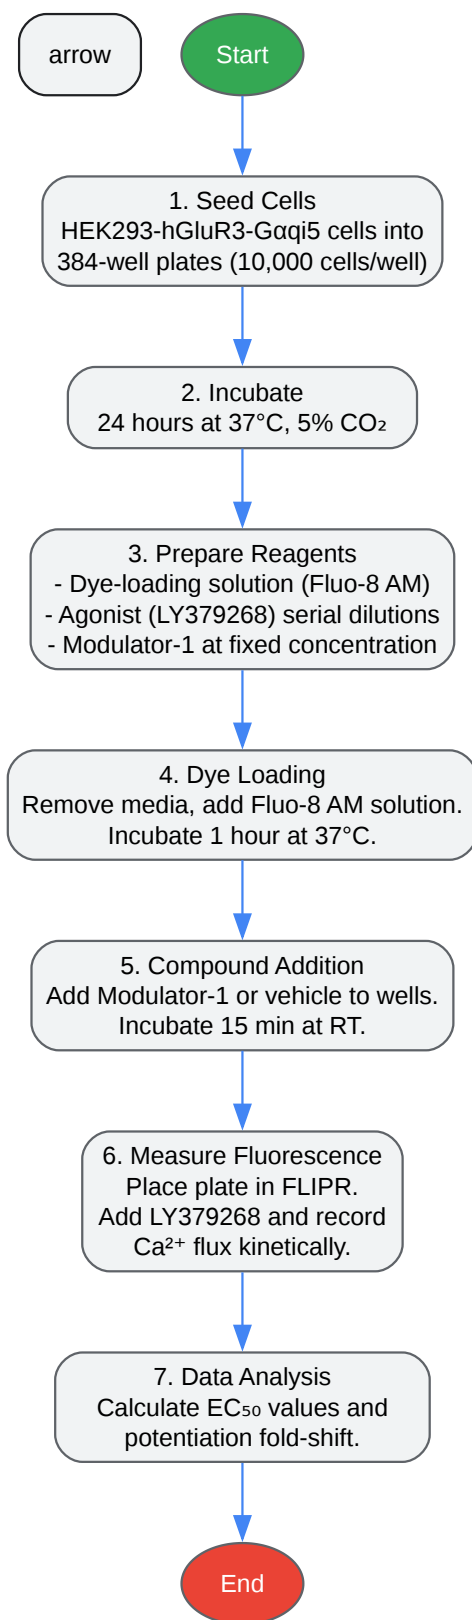 arrow
Start
1. Seed Cells
HEK293-hGluR3-Gαqi5 cells into
384-well plates (10,000 cells/well)
2. Incubate
24 hours at 37°C, 5% CO₂
3. Prepare Reagents
- Dye-loading solution (Fluo-8 AM)
- Agonist (LY379268) serial dilutions
- Modulator-1 at fixed concentration
4. Dye Loading
Remove media, add Fluo-8 AM solution.
Incubate 1 hour at 37°C.
5. Compound Addition
Add Modulator-1 or vehicle to wells.
Incubate 15 min at RT.
6. Measure Fluorescence
Place plate in FLIPR.
Add LY379268 and record
Ca²⁺ flux kinetically.
7. Data Analysis
Calculate EC₅₀ values and
potentiation fold-shift.
End